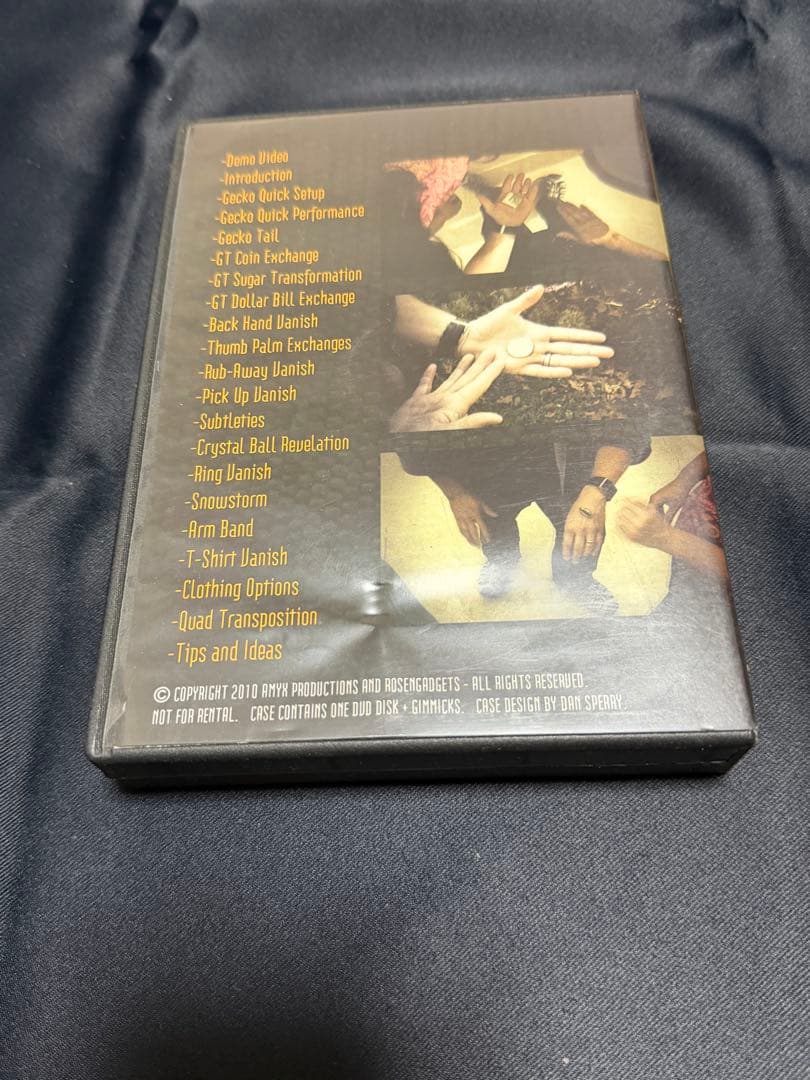 -Demo Video
-Introduction
-Gecko Quick Setup
-Gecko Quick Performance
-Gecko Tail
-GT Coin Exchange
-GT Sugar Transformation
-GT Dollar Bill Exchange
-Back Hand Vanish
-Thumb Palm Exchanges
-Rub-Away Vanish
-Pick Up Vanish
-Subtleties
-Crystal Ball Revelation
-Ring Vanish
-Snowstorm
-Arm Band
-T-Shirt Vanish
-Clothing Options
-Quad Transposition
-Tips and Ideas
© COPYRIGHT 2010 AMYX PRODUCTIONS AND ROSENGADGETS - ALL RIGHTS RESERVED.
NOT FOR RENTAL. CASE CONTAINS ONE DVD DISK + GIMMICKS. CASE DESIGN BY DAN SPERRY.